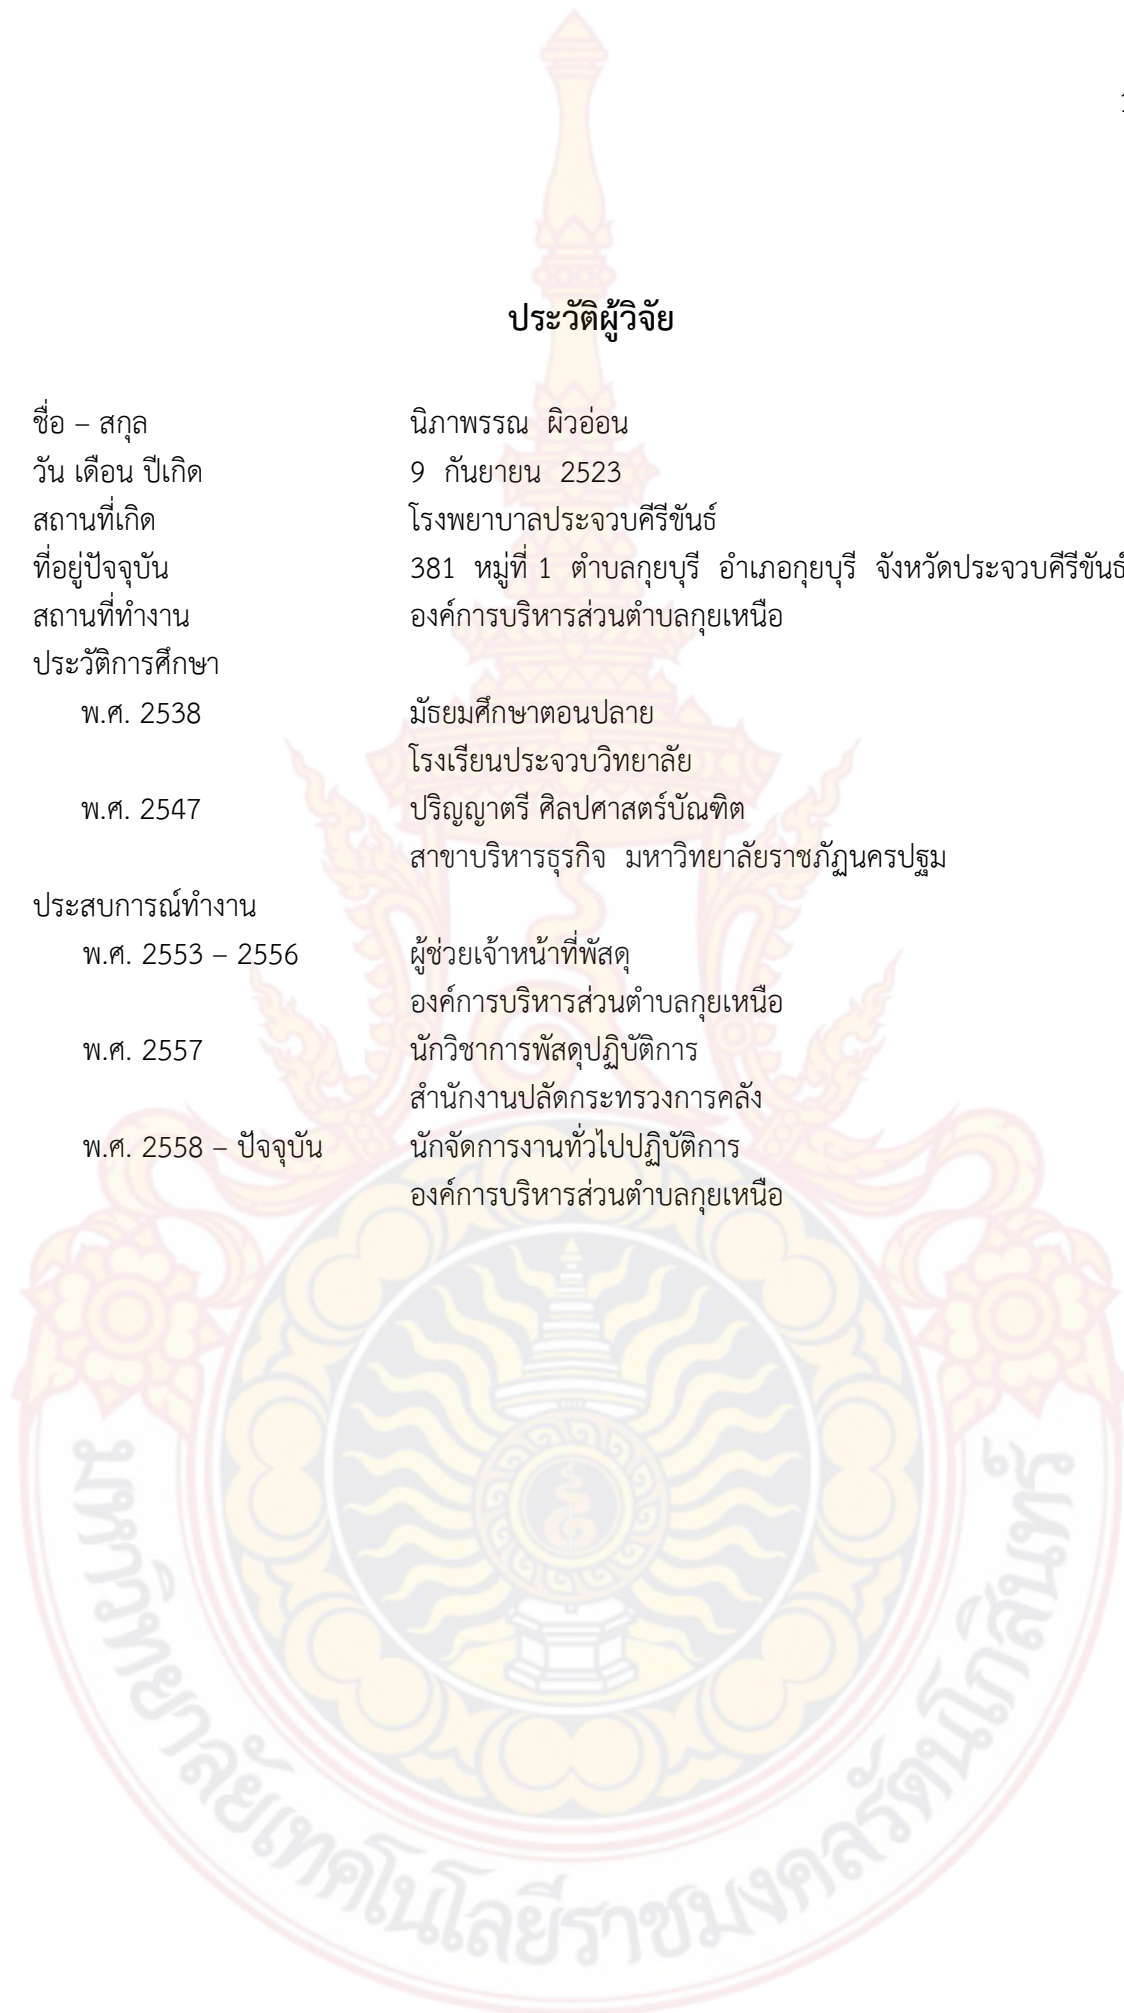 ประวัติผู้วิจัย
ชื่อ – สกุล นิภาพรรณ ผิวอ่อน
วัน เดือน ปีเกิด 9 กันยายน 2523
สถานที่เกิด โรงพยาบาลประจวบคีรีขันธ์
ที่อยู่ปัจจุบัน 381 หมู่ที่ 1 ตำบลกุยบุรี อำเภอกุยบุรี จังหวัดประจวบคีรีขันธ์
สถานที่ทำงาน องค์การบริหารส่วนตำบลกุยเหนือ
ประวัติการศึกษา
พ.ศ. 2538 มัธยมศึกษาตอนปลาย
โรงเรียนประจวบวิทยาลัย
พ.ศ. 2547 ปริญญาตรี ศิลปศาสตร์บัณฑิต
สาขาบริหารธุรกิจ มหาวิทยาลัยราชภัฏนครปฐม
ประสบการณ์ทำงาน
พ.ศ. 2553 – 2556 ผู้ช่วยเจ้าหน้าที่พัสดุ
องค์การบริหารส่วนตำบลกุยเหนือ
พ.ศ. 2557 นักวิชาการพัสดุปฏิบัติการ
สำนักงานปลัดกระทรวงการคลัง
พ.ศ. 2558 – ปัจจุบัน นักจัดการงานทั่วไปปฏิบัติการ
องค์การบริหารส่วนตำบลกุยเหนือ
มหาวิทยาลัยเทคโนโลยีราชมงคลรัตนโกสินทร์